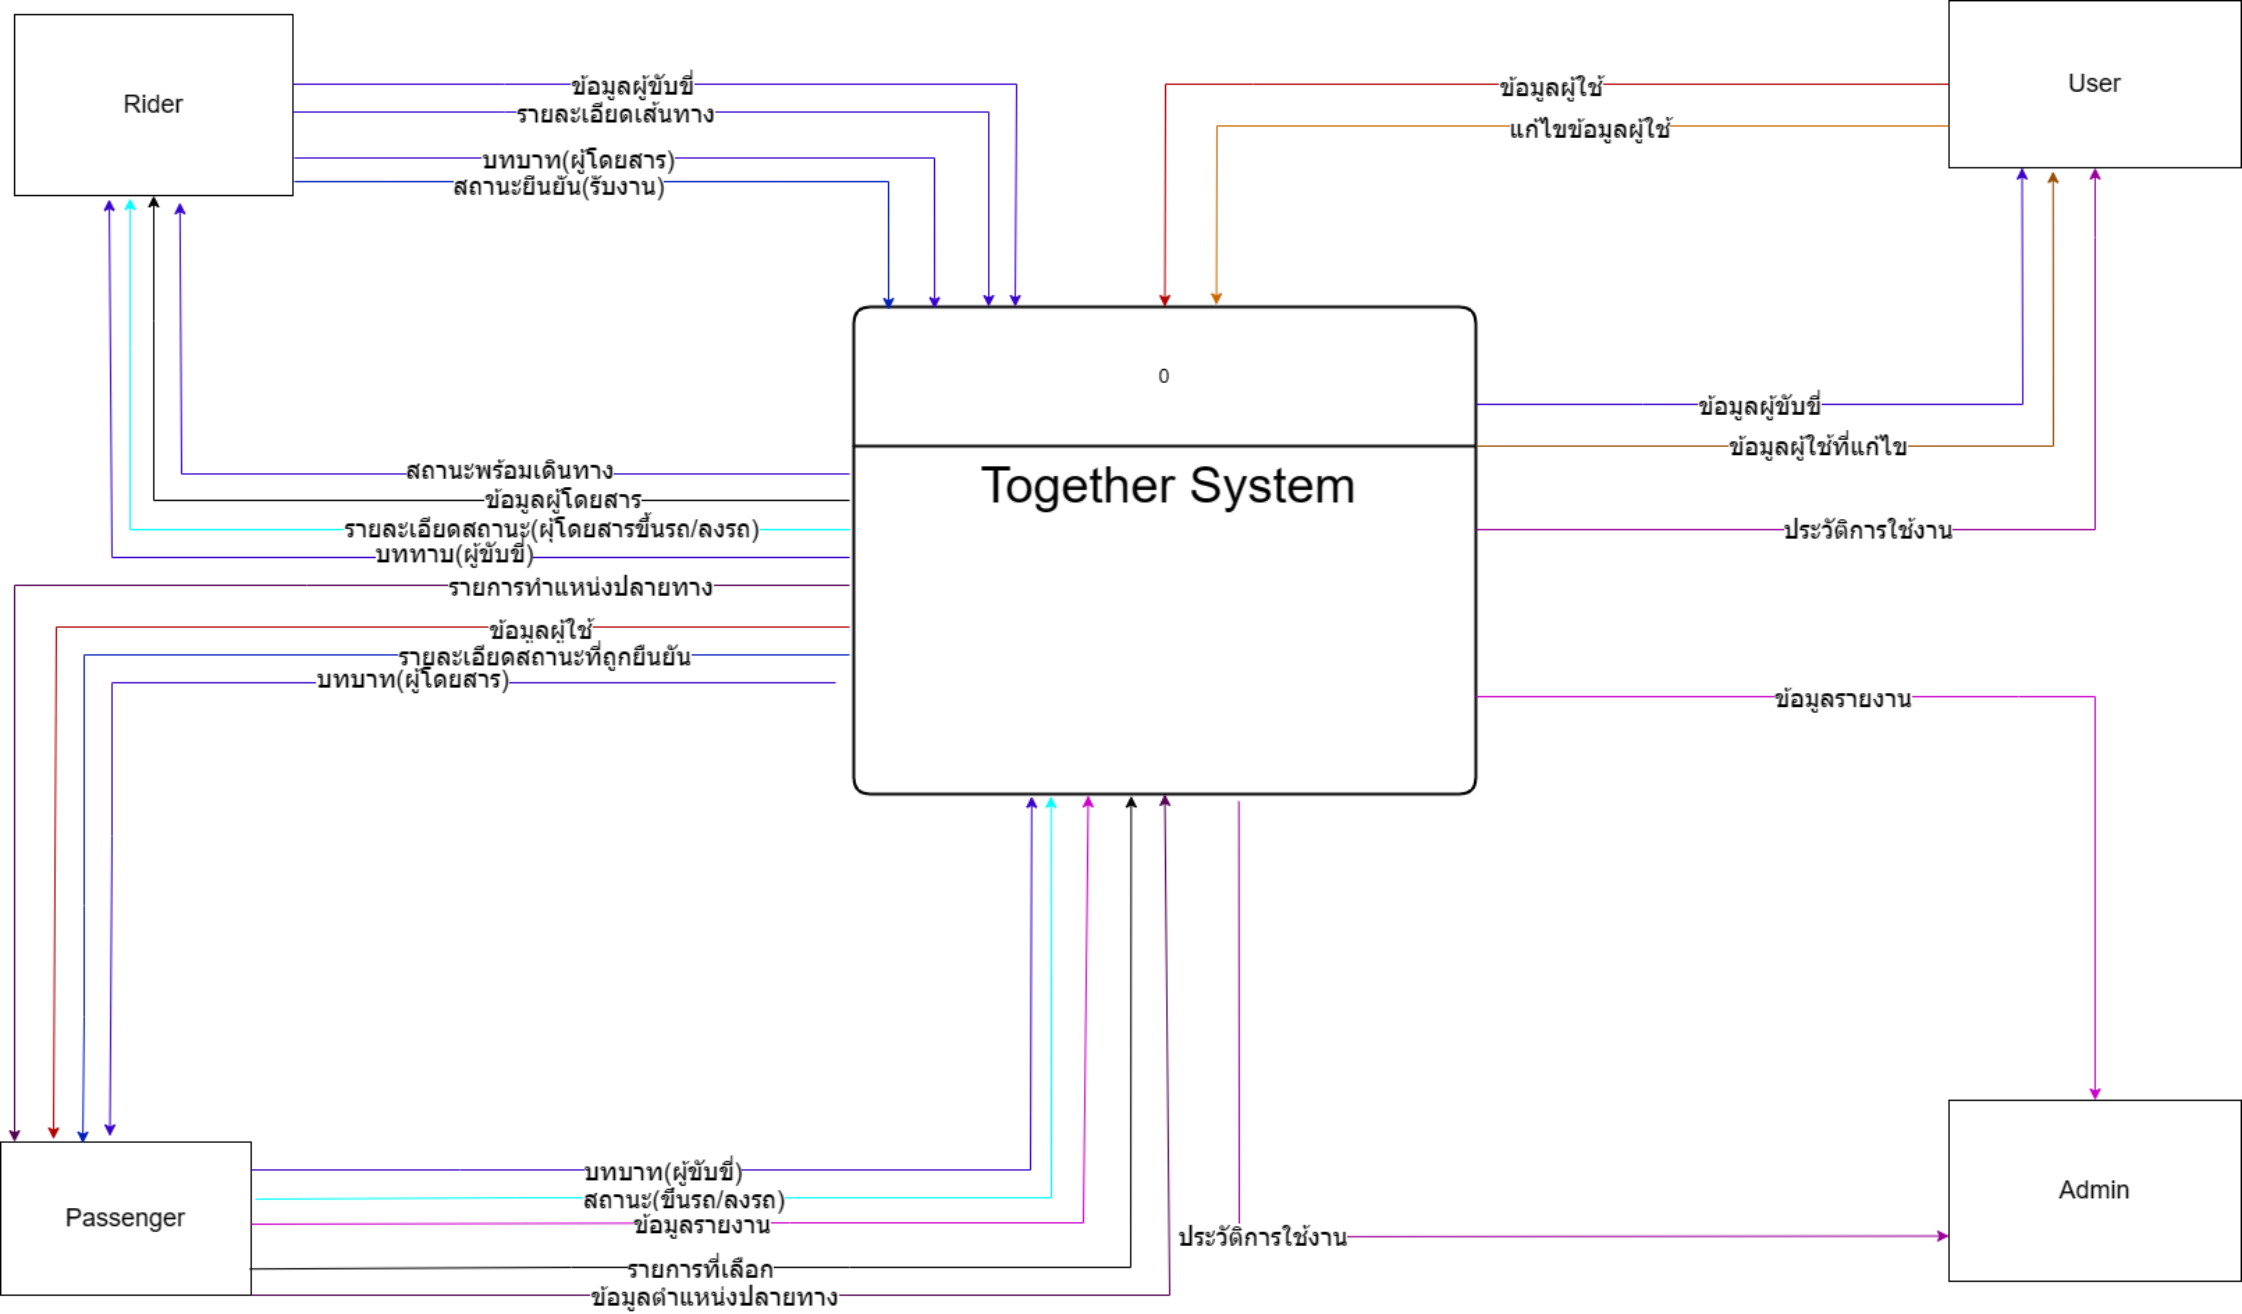 Rider
ข้อมูลผู้ขับขี่
รายละเอียดเส้นทาง
บทบาท(ผู้โดยสาร)
สถานะยืนยัน(รับงาน)
ข้อมูลผู้ใช้
แก้ไขข้อมูลผู้ใช้
User
0
Together System
ข้อมูลผู้ขับขี่
ข้อมูลผู้ใช้ที่แก้ไข
ประวัติการใช้งาน
สถานะพร้อมเดินทาง
ข้อมูลผู้โดยสาร
รายละเอียดสถานะ(ผุ้โดยสารขึ้นรถ/ลงรถ)
บททาบ(ผู้ขับขี่)
รายการทำแหน่งปลายทาง
ข้อมูลผู้ใช้
รายละเอียดสถานะที่ถูกยืนยัน
บทบาท(ผู้โดยสาร)
ข้อมูลรายงาน
Passenger
บทบาท(ผู้ขับขี่)
สถานะ(ขึ้นรถ/ลงรถ)
ข้อมูลรายงาน
รายการที่เลือก
ข้อมูลตำแหน่งปลายทาง
ประวัติการใช้งาน
Admin